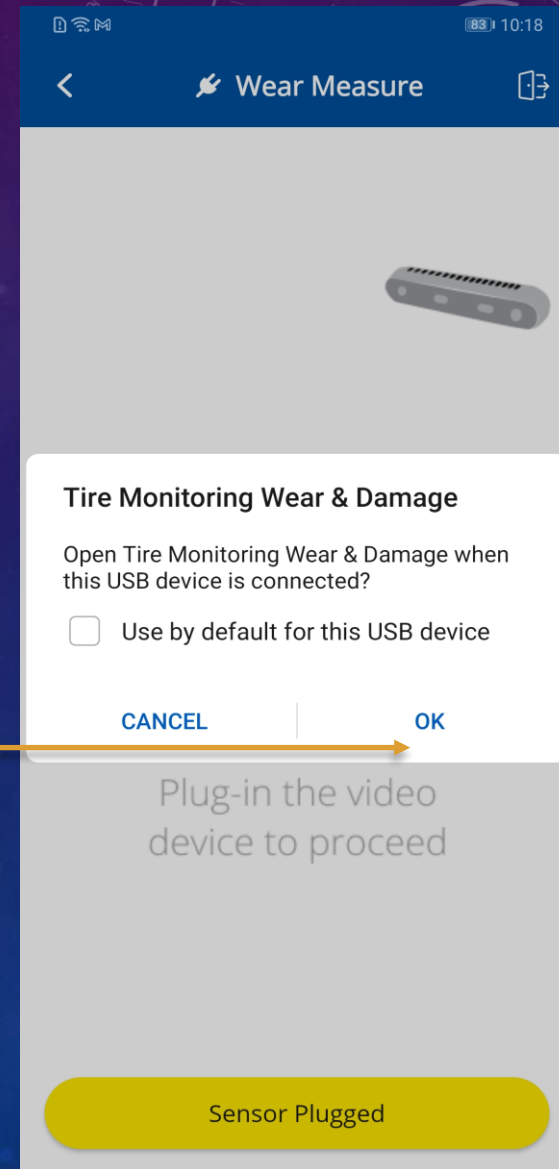 83 10:18
Wear Measure
Tire Monitoring Wear & Damage
Open Tire Monitoring Wear & Damage when
this USB device is connected?
Use by default for this USB device
CANCEL OK
Plug-in the video
device to proceed
Sensor Plugged